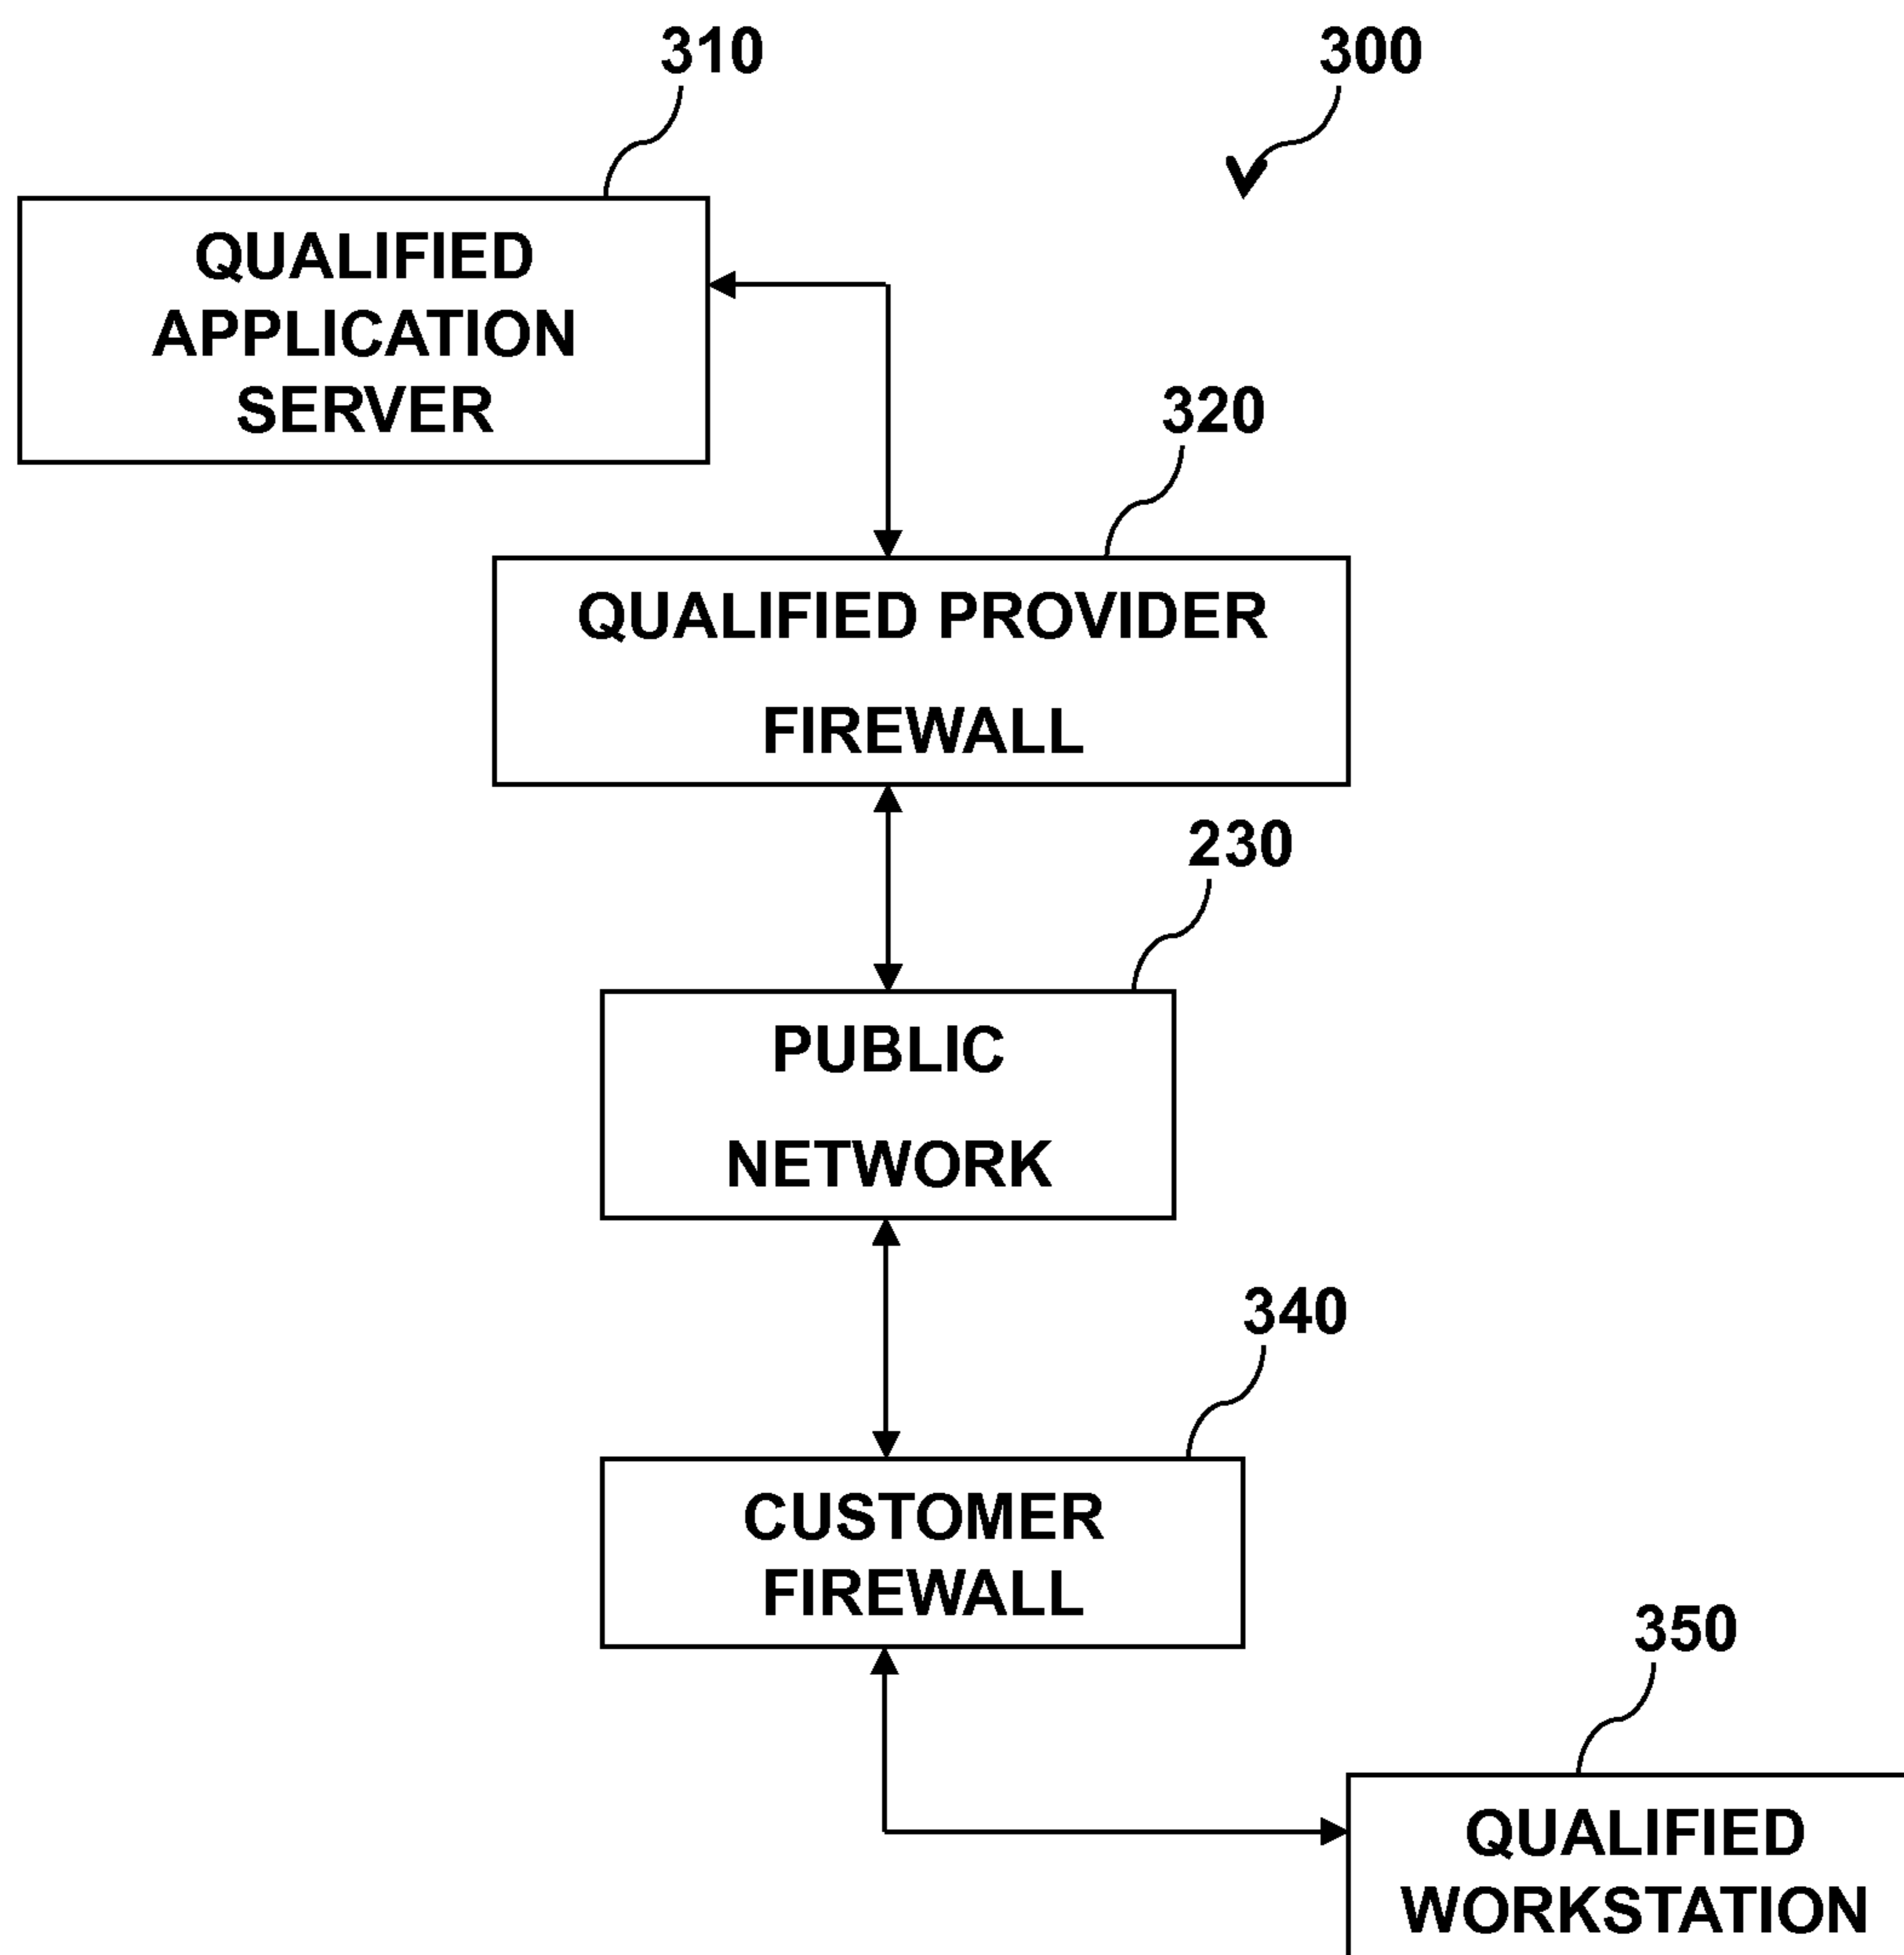 310
300
QUALIFIED
APPLICATION
SERVER
320
QUALIFIED PROVIDER
FIREWALL
230
PUBLIC
NETWORK
340
CUSTOMER
FIREWALL
350
QUALIFIED
WORKSTATION